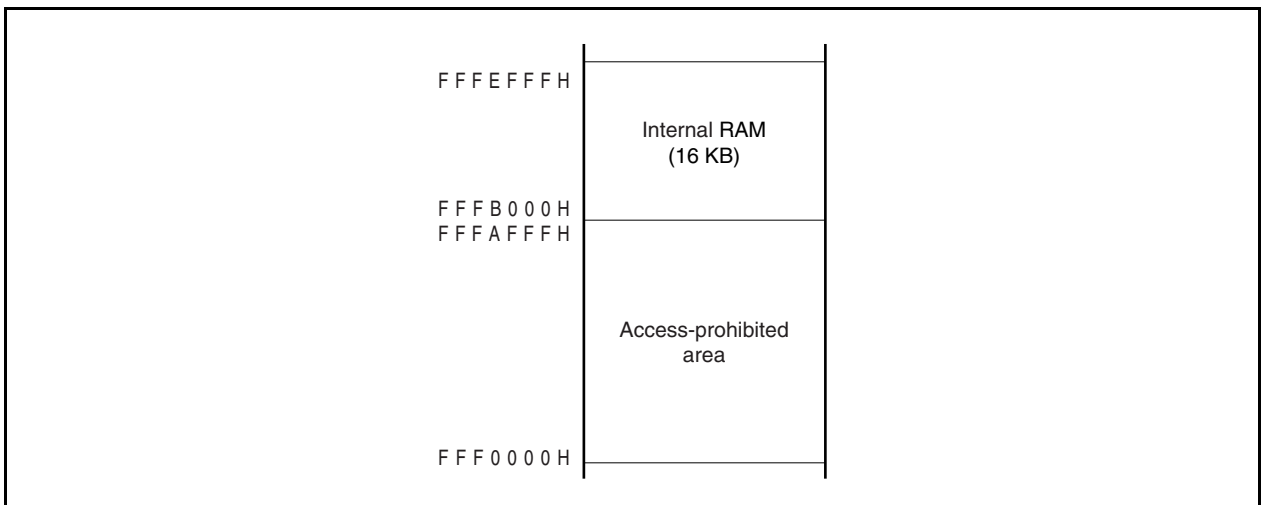 FFFEFFFH
Internal RAM
(16 KB)
FFFB000H
FFFAFFFH
Access-prohibited
area
FFF0000H